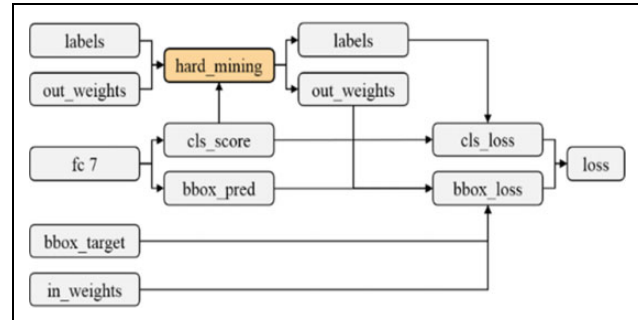 labels
out_weights
hard_mining
labels
out_weights
fc 7
cls_score
bbox_pred
cls_loss
bbox_loss
loss
bbox_target
in_weights